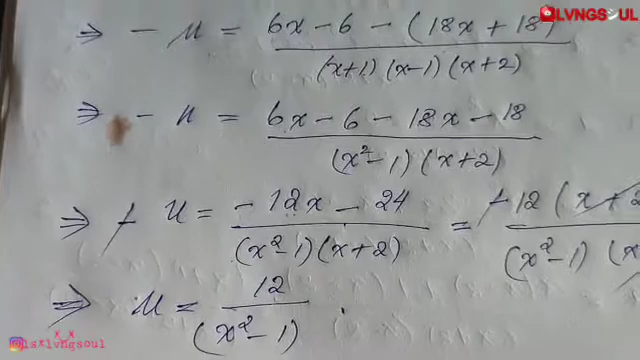 OLVNGSOUL
⇒ - u = 6x - 6 - (18x + 18) / (x+1) (x-1) (x+2)
⇒ - u = 6x - 6 - 18x - 18 / (x²-1) (x+2)
⇒ - u = -12x - 24 / (x²-1) (x+2) = -12 (x+2 / (x²-1) (x
⇒ u = 12 / (x²-1) .